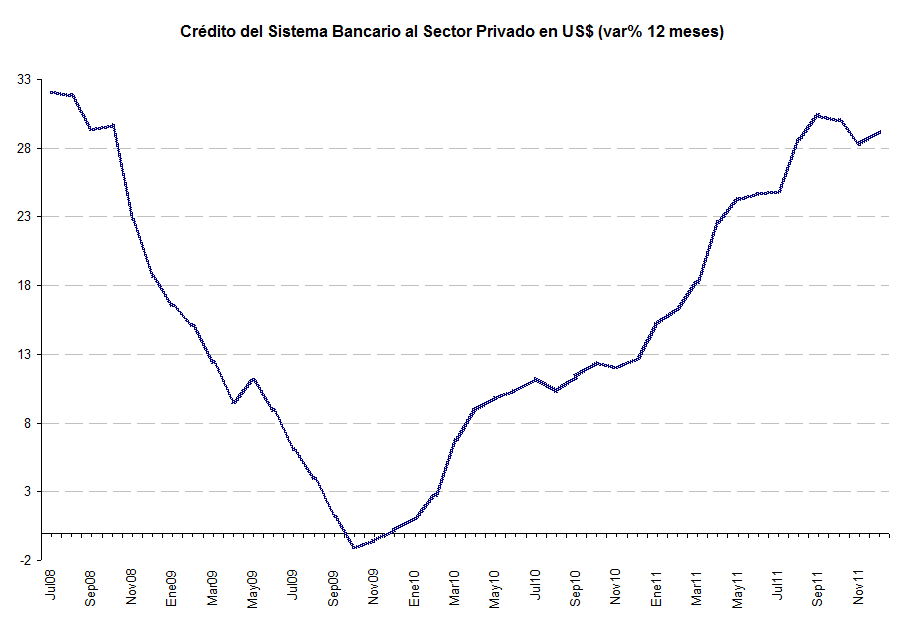 Crédito del Sistema Bancario al Sector Privado en US$ (var% 12 meses)
33
28
23
18
13
8
3
-2
Jul08
Sep08
Nov08
Ene09
Mar09
May09
Jul09
Sep09
Nov09
Ene10
Mar10
May10
Jul10
Sep10
Nov10
Ene11
Mar11
May11
Jul11
Sep11
Nov11